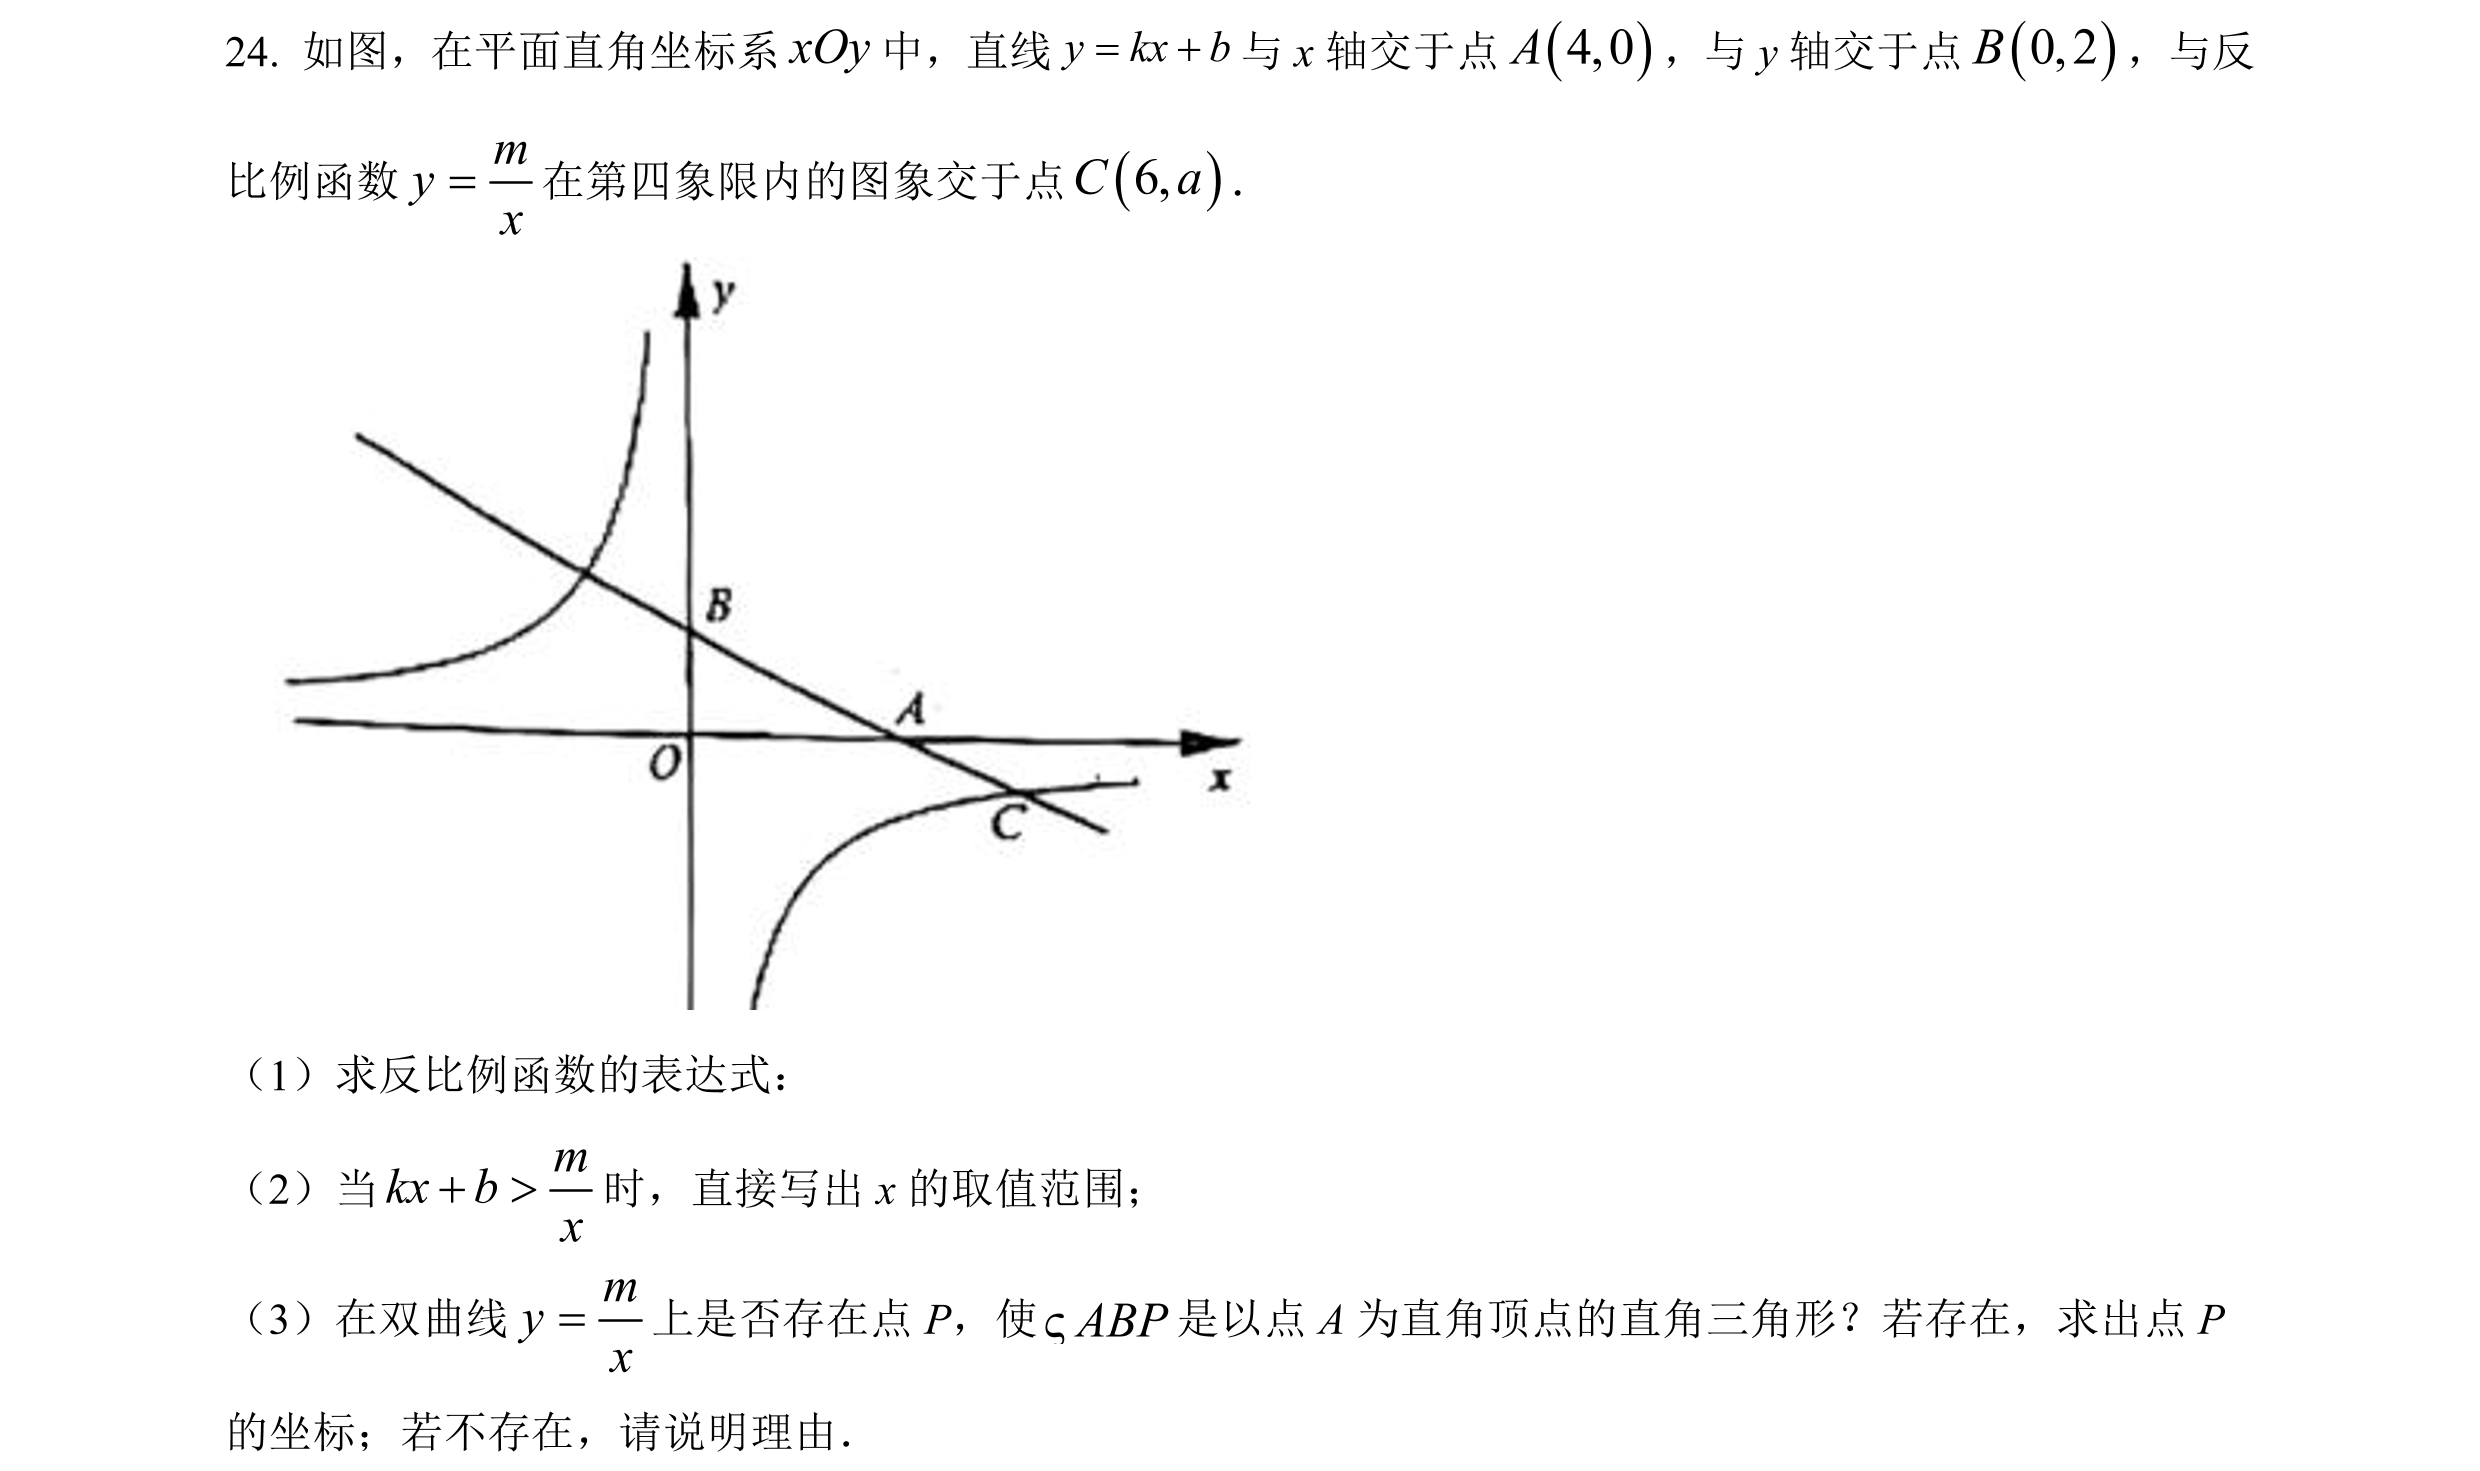 24. 如图，在平面直角坐标系 xOy 中，直线 y = kx + b 与 x 轴交于点 A(4,0)，与 y 轴交于点 B(0,2)，与反
比例函数 y = m/x 在第四象限内的图象交于点 C(6,a)．
y
B
A
O
x
C
（1）求反比例函数的表达式：
（2）当 kx + b > m/x 时，直接写出 x 的取值范围；
（3）在双曲线 y = m/x 上是否存在点 P，使 ς ABP 是以点 A 为直角顶点的直角三角形？若存在，求出点 P
的坐标；若不存在，请说明理由．